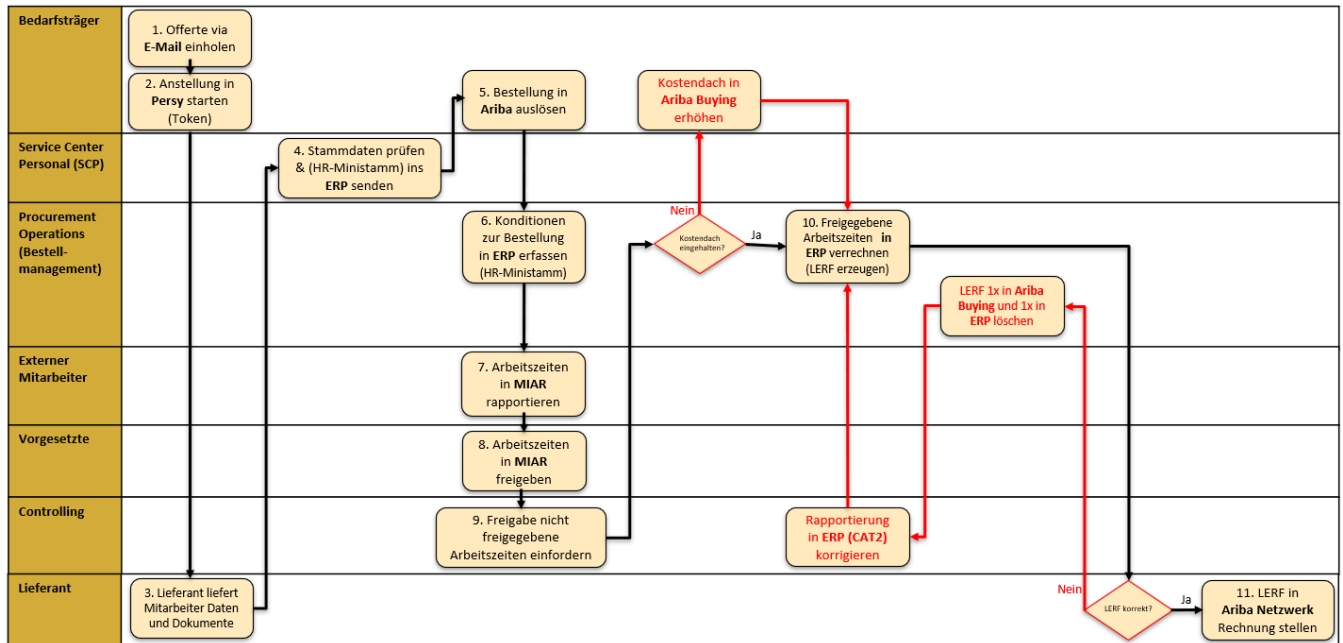 Bedarfsträger
1. Offerte via
E-Mail einholen
2. Anstellung in
Persy starten
(Token)
5. Bestellung in
Ariba auslösen
Kostendach in
Ariba Buying
erhöhen
Service Center
Personal (SCP)
4. Stammdaten prüfen
& (HR-Ministamm) ins
ERP senden
Procurement
Operations
(Bestell-
management)
6. Konditionen
zur Bestellung
in ERP erfassen
(HR-Ministamm)
Nein
Kostendach
eingehalten?
Ja
10. Freigegebene
Arbeitszeiten in
ERP verrechnen
(LERF erzeugen)
LERF 1x in Ariba
Buying und 1x in
ERP löschen
Externer
Mitarbeiter
7. Arbeitszeiten
in MIAR
rapportieren
Vorgesetzte
8. Arbeitszeiten
in MIAR
freigeben
Controlling
9. Freigabe nicht
freigegebene
Arbeitszeiten einfordern
Rapportierung
in ERP (CAT2)
korrigieren
Lieferant
3. Lieferant liefert
Mitarbeiter Daten
und Dokumente
Nein
LERF korrekt?
Ja
11. LERF in
Ariba Netzwerk
Rechnung stellen